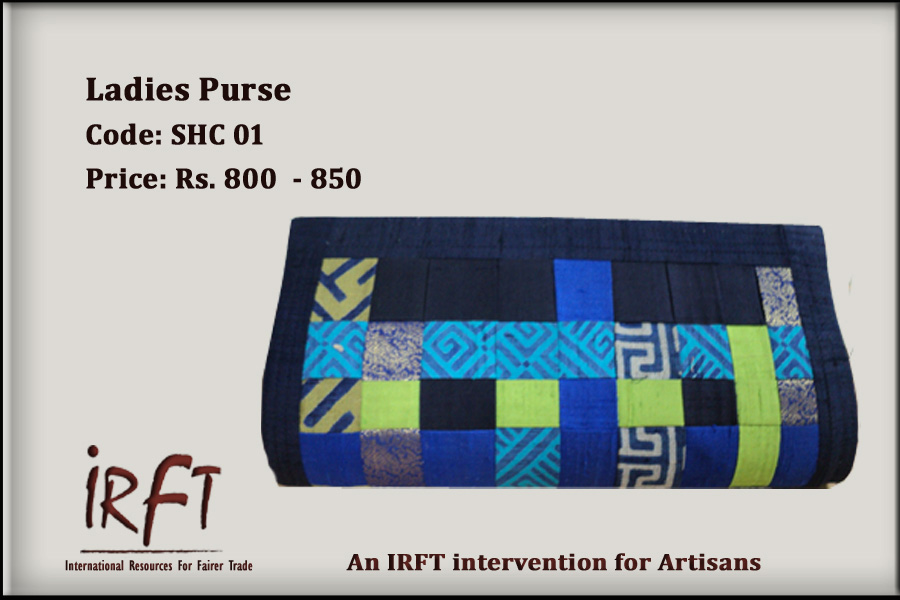 Ladies Purse
Code: SHC 01
Price: Rs. 800 - 850
iRFT
International Resources For Fairer Trade
An IRFT intervention for Artisans